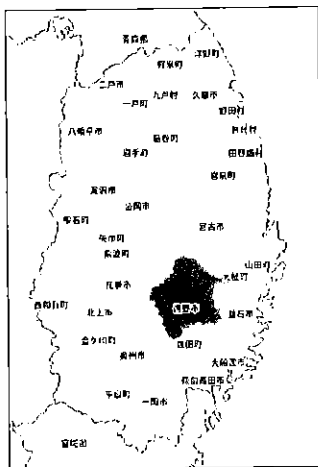 青森県
洋野町
軽米町
二戸市
九戸村
久慈市
一戸町
野田村
八幡平市
葛巻町
普代村
岩手町
田野畑村
岩泉町
滝沢市
盛岡市
雫石町
宮古市
矢巾町
紫波町
山田町
大槌町
花巻市
西和賀町
遠野市
北上市
釜石市
金ケ崎町
住田町
奥州市
大船渡市
陸前高田市
平泉町
一関市
宮城県